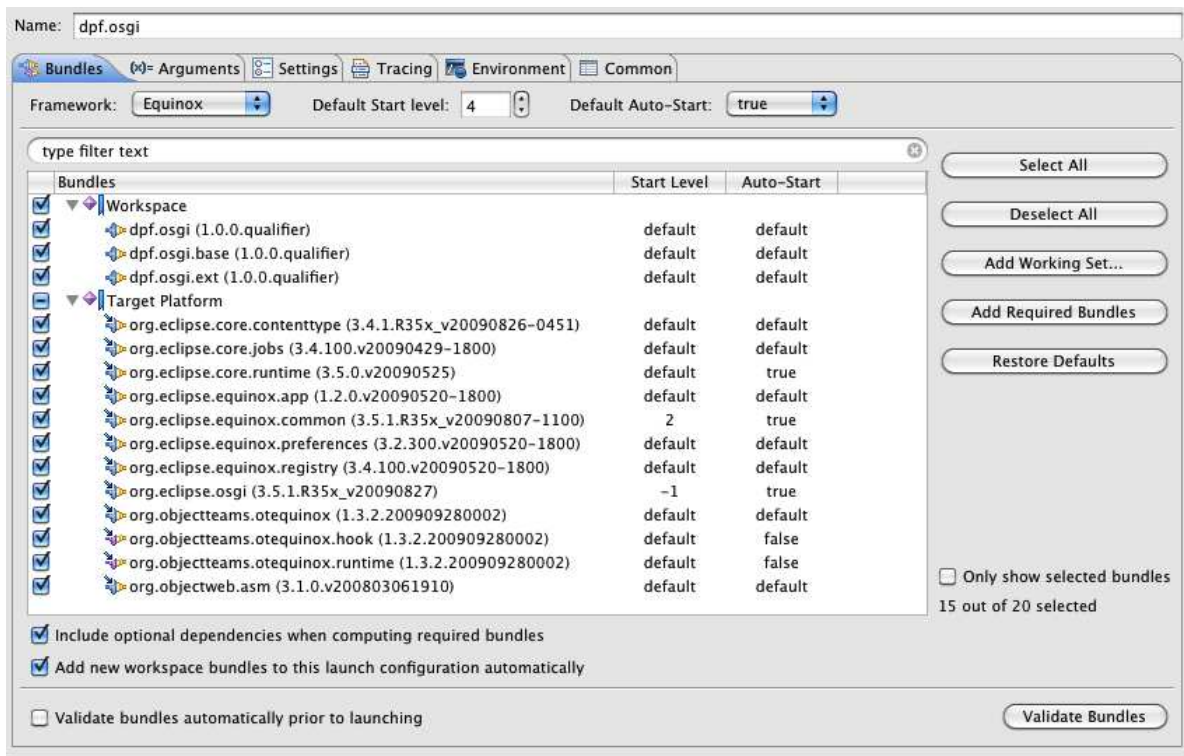 Name: dpf.osgi
Bundles (x)= Arguments Settings Tracing Environment Common
Framework: Equinox Default Start level: 4 Default Auto-Start: true
type filter text
Select All
Bundles Start Level Auto-Start
Workspace
Deselect All
dpf.osgi (1.0.0.qualifier) default default
dpf.osgi.base (1.0.0.qualifier) default default
Add Working Set...
dpf.osgi.ext (1.0.0.qualifier) default default
Target Platform
Add Required Bundles
org.eclipse.core.contenttype (3.4.1.R35x_v20090826-0451) default default
org.eclipse.core.jobs (3.4.100.v20090429-1800) default default
Restore Defaults
org.eclipse.core.runtime (3.5.0.v20090525) default true
org.eclipse.equinox.app (1.2.0.v20090520-1800) default default
org.eclipse.equinox.common (3.5.1.R35x_v20090807-1100) 2 true
org.eclipse.equinox.preferences (3.2.300.v20090520-1800) default default
org.eclipse.equinox.registry (3.4.100.v20090520-1800) default default
org.eclipse.osgi (3.5.1.R35x_v20090827) -1 true
org.objectteams.otequinox (1.3.2.200909280002) default default
org.objectteams.otequinox.hook (1.3.2.200909280002) default false
org.objectteams.otequinox.runtime (1.3.2.200909280002) default false
org.objectweb.asm (3.1.0.v200803061910) default default
Only show selected bundles
15 out of 20 selected
Include optional dependencies when computing required bundles
Add new workspace bundles to this launch configuration automatically
Validate bundles automatically prior to launching Validate Bundles